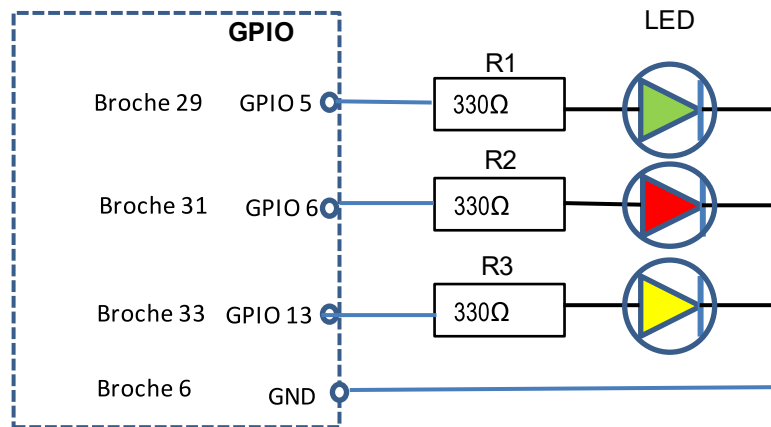 LED
GPIO
R1
Broche 29 GPIO 5 330Ω
R2
Broche 31 GPIO 6 330Ω
R3
Broche 33 GPIO 13 330Ω
Broche 6 GND